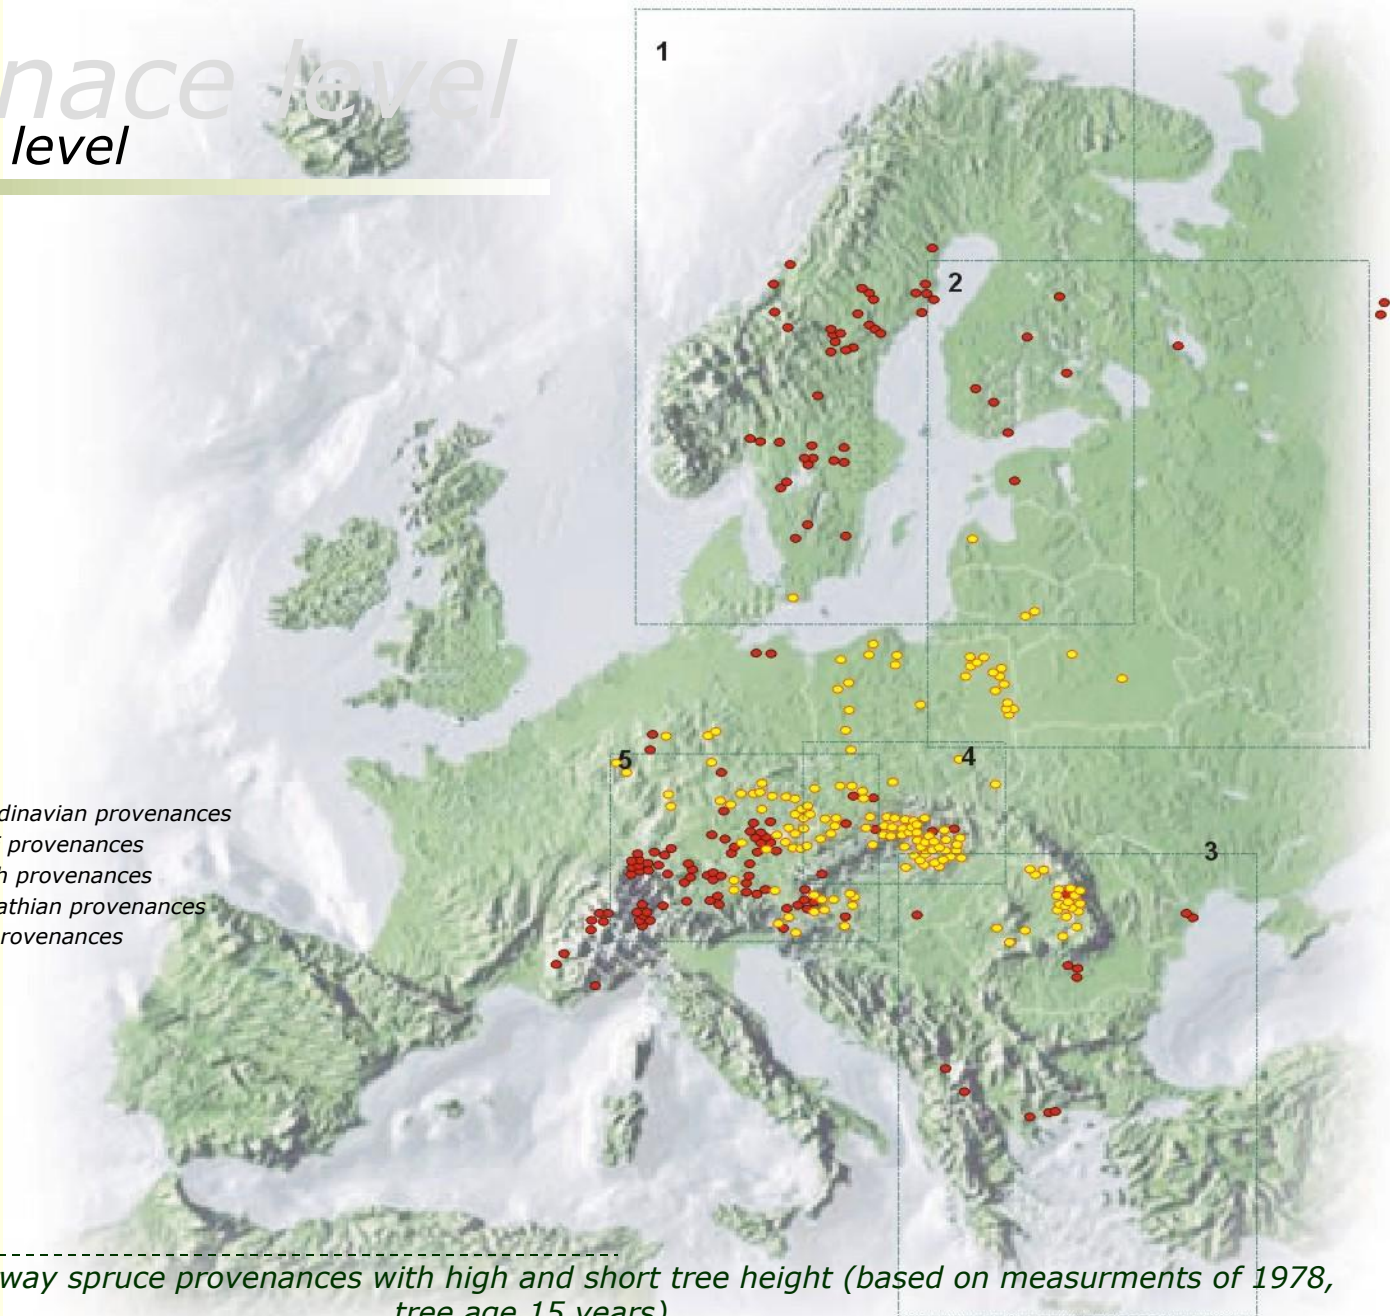 nace level
level
1
2
5
4
3
dinavian provenances
provenances
h provenances
athian provenances
rovenances
way spruce provenances with high and short tree height (based on measurments of 1978,
tree age 15 years)